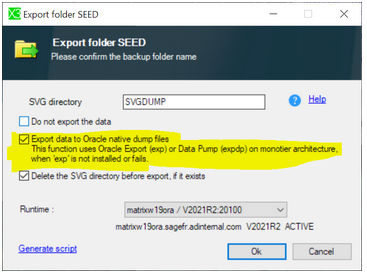 X3 Export folder SEED
Export folder SEED
Please confirm the backup folder name
SVG directory
SVGDUMP
? Help
Do not export the data
Export data to Oracle native dump files
This function uses Oracle Export (exp) or Data Pump (expdp) on monotier architecture,
when 'exp' is not installed or fails.
Delete the SVG directory before export, if it exists
Runtime :
matrixw19ora / V2021R2:20100
matrixw19ora.sagefr.adinternal.com V2021R2 ACTIVE
Generate script
Ok
Cancel